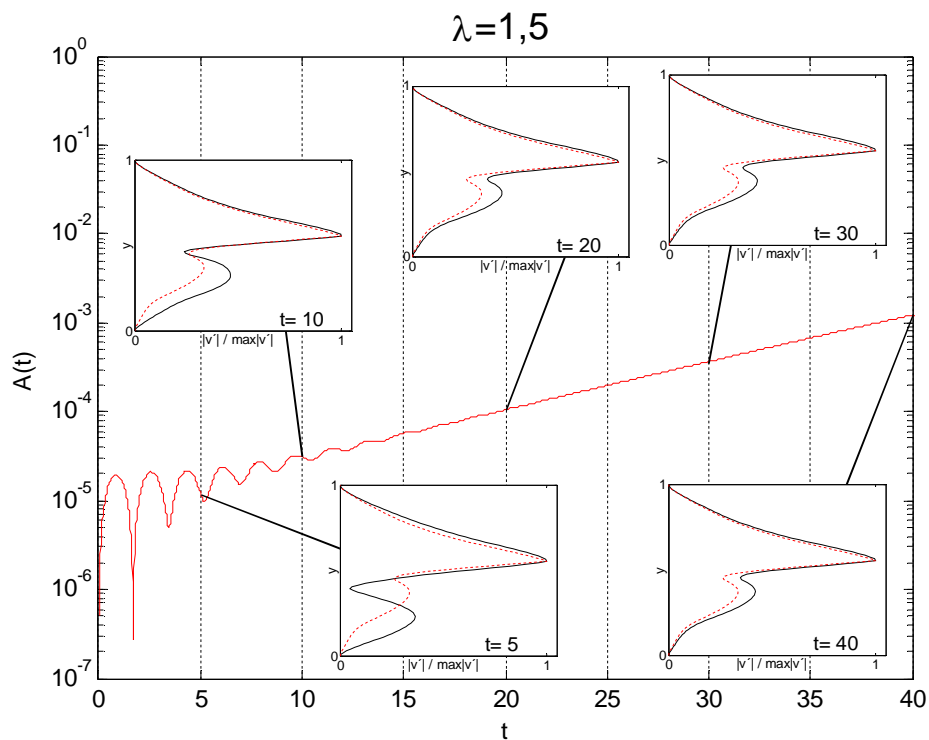 λ=1,5
A(t)
10^0
10^-1
10^-2
10^-3
10^-4
10^-5
10^-6
10^-7
0 5 10 15 20 25 30 35 40
t
1
y
0
0
1
|v´| / max|v´|
t= 10
1
y
0
0
1
|v´| / max|v´|
t= 20
1
y
0
0
1
|v´| / max|v´|
t= 30
1
y
0
0
1
|v´| / max|v´|
t= 5
1
y
0
0
1
|v´| / max|v´|
t= 40